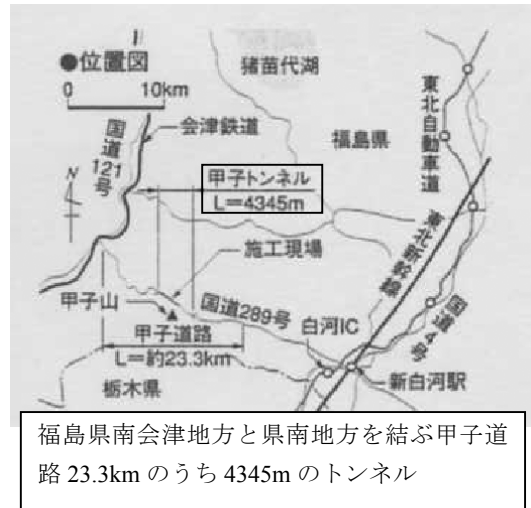 ●位置図
0 10km
猪苗代湖
東北自動車道
会津鉄道
国道121号
福島県
N
甲子トンネル
L=4345m
東北新幹線
施工現場
国道289号
甲子山
白河IC
国道4号
甲子道路
L=約23.3km
新白河駅
栃木県
福島県南会津地方と県南地方を結ぶ甲子道
路 23.3km のうち 4345m のトンネル